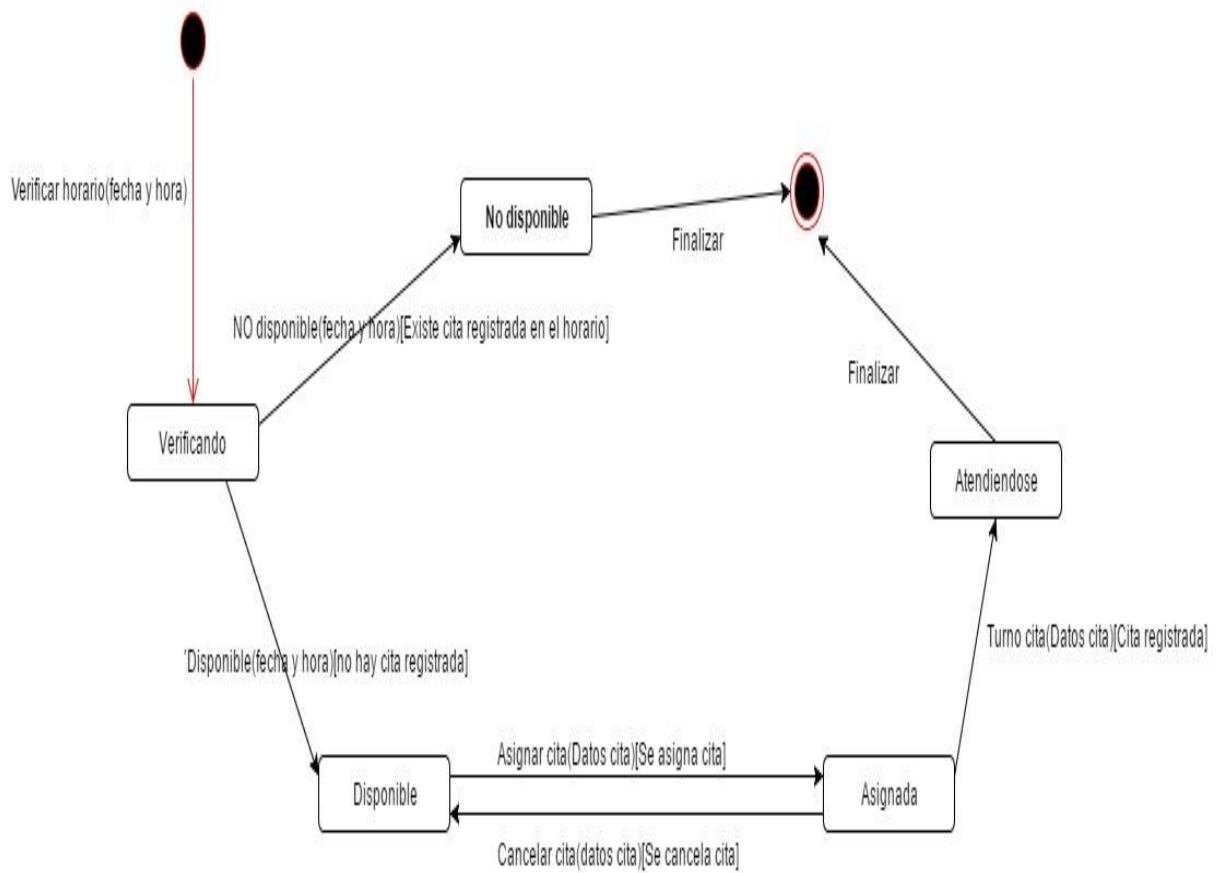 Verificar horario(fecha y hora)
No disponible
Finalizar
NO disponible(fecha y hora)[Existe cita registrada en el horario]
Finalizar
Verificando
Atendiendose
Turno cita(Datos cita)[Cita registrada]
´Disponible(fecha y hora)[no hay cita registrada]
Asignar cita(Datos cita)[Se asigna cita]
Disponible
Asignada
Cancelar cita(datos cita)[Se cancela cita]